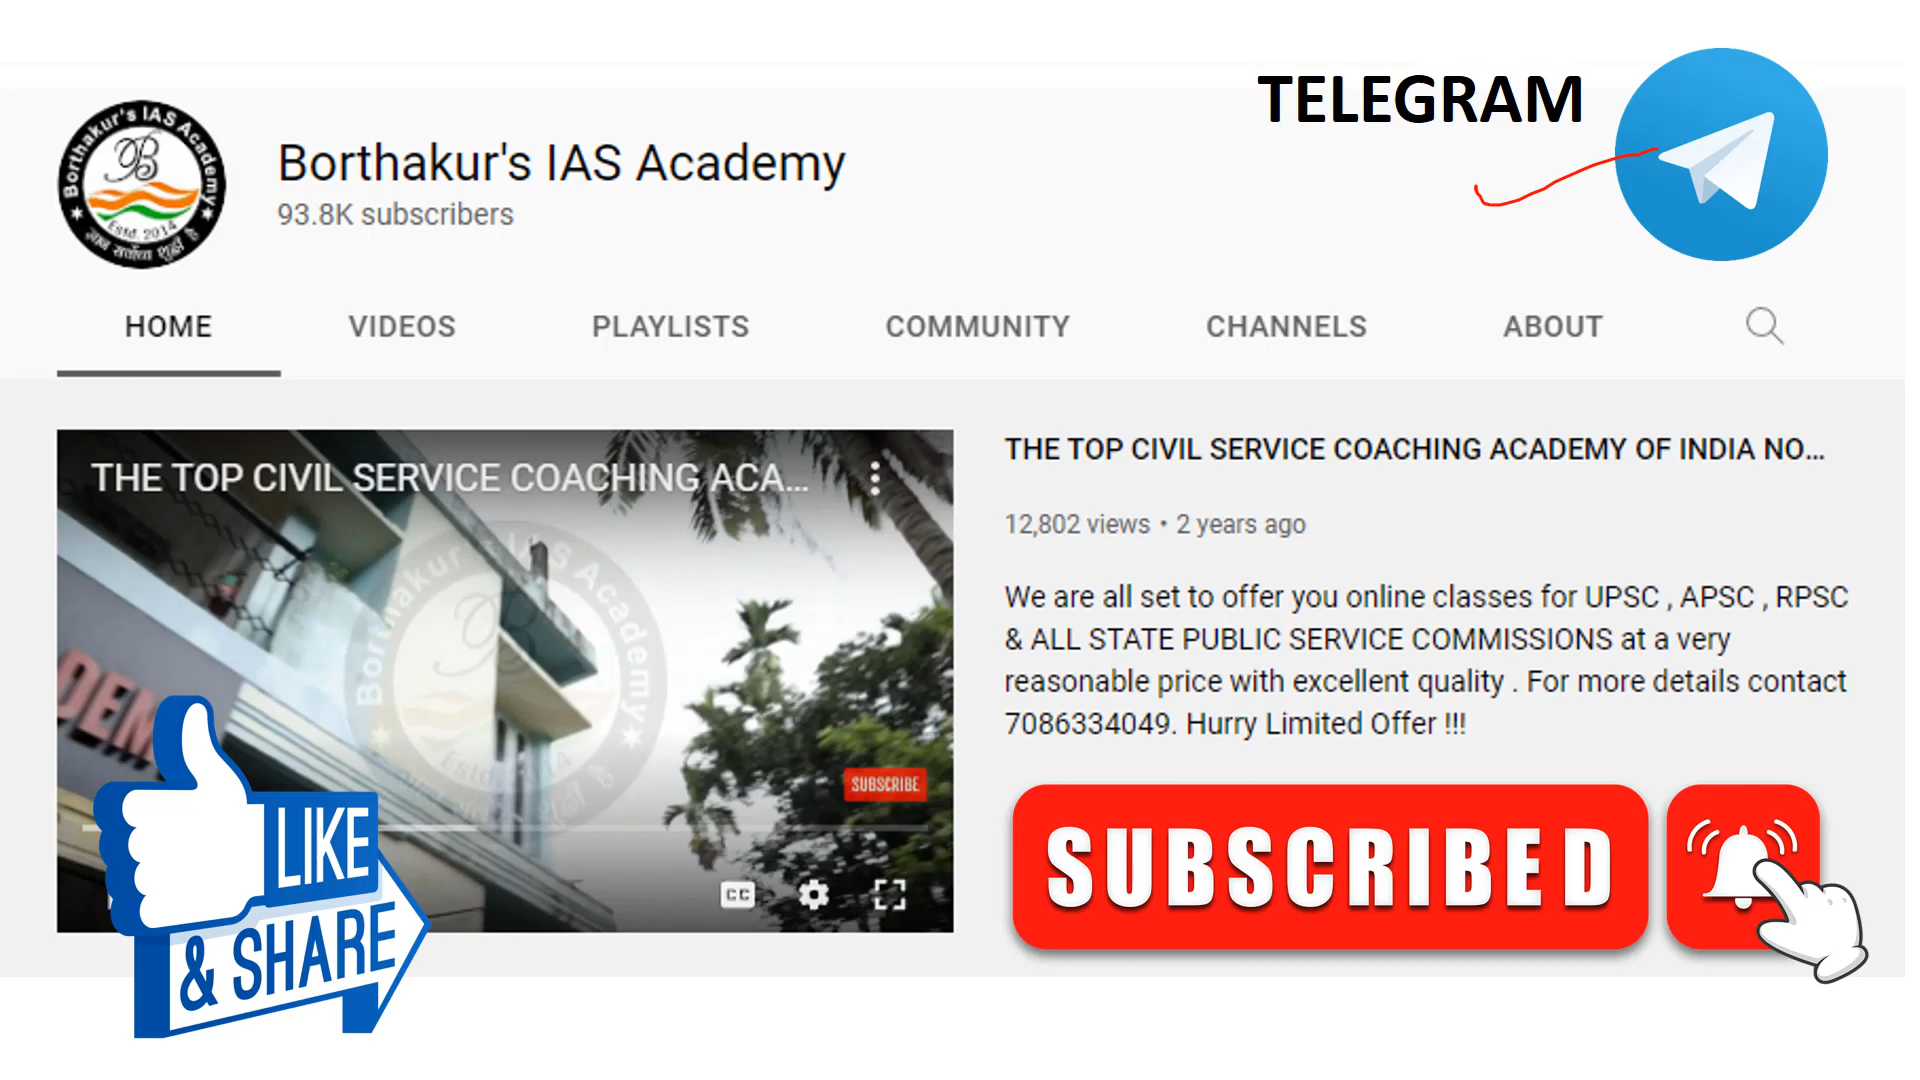 TELEGRAM
Borthakur's IAS Academy
Estd. 2014
Borthakur's IAS Academy
93.8K subscribers
HOME
VIDEOS
PLAYLISTS
COMMUNITY
CHANNELS
ABOUT
THE TOP CIVIL SERVICE COACHING ACA...
Borthakur IAS Academy
DEM
SUBSCRIBE
CC
THE TOP CIVIL SERVICE COACHING ACADEMY OF INDIA NO...
12,802 views • 2 years ago
We are all set to offer you online classes for UPSC , APSC , RPSC
& ALL STATE PUBLIC SERVICE COMMISSIONS at a very
reasonable price with excellent quality . For more details contact
7086334049. Hurry Limited Offer !!!
LIKE
& SHARE
SUBSCRIBED